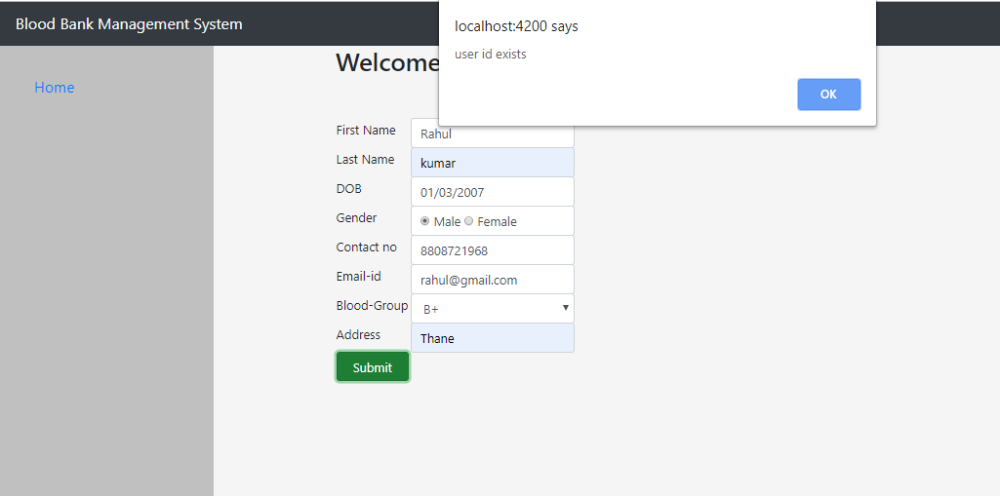 Blood Bank Management System
localhost:4200 says
user id exists
OK
Home
Welcome
First Name Rahul
Last Name kumar
DOB 01/03/2007
Gender Male Female
Contact no 8808721968
Email-id rahul@gmail.com
Blood-Group B+
Address Thane
Submit